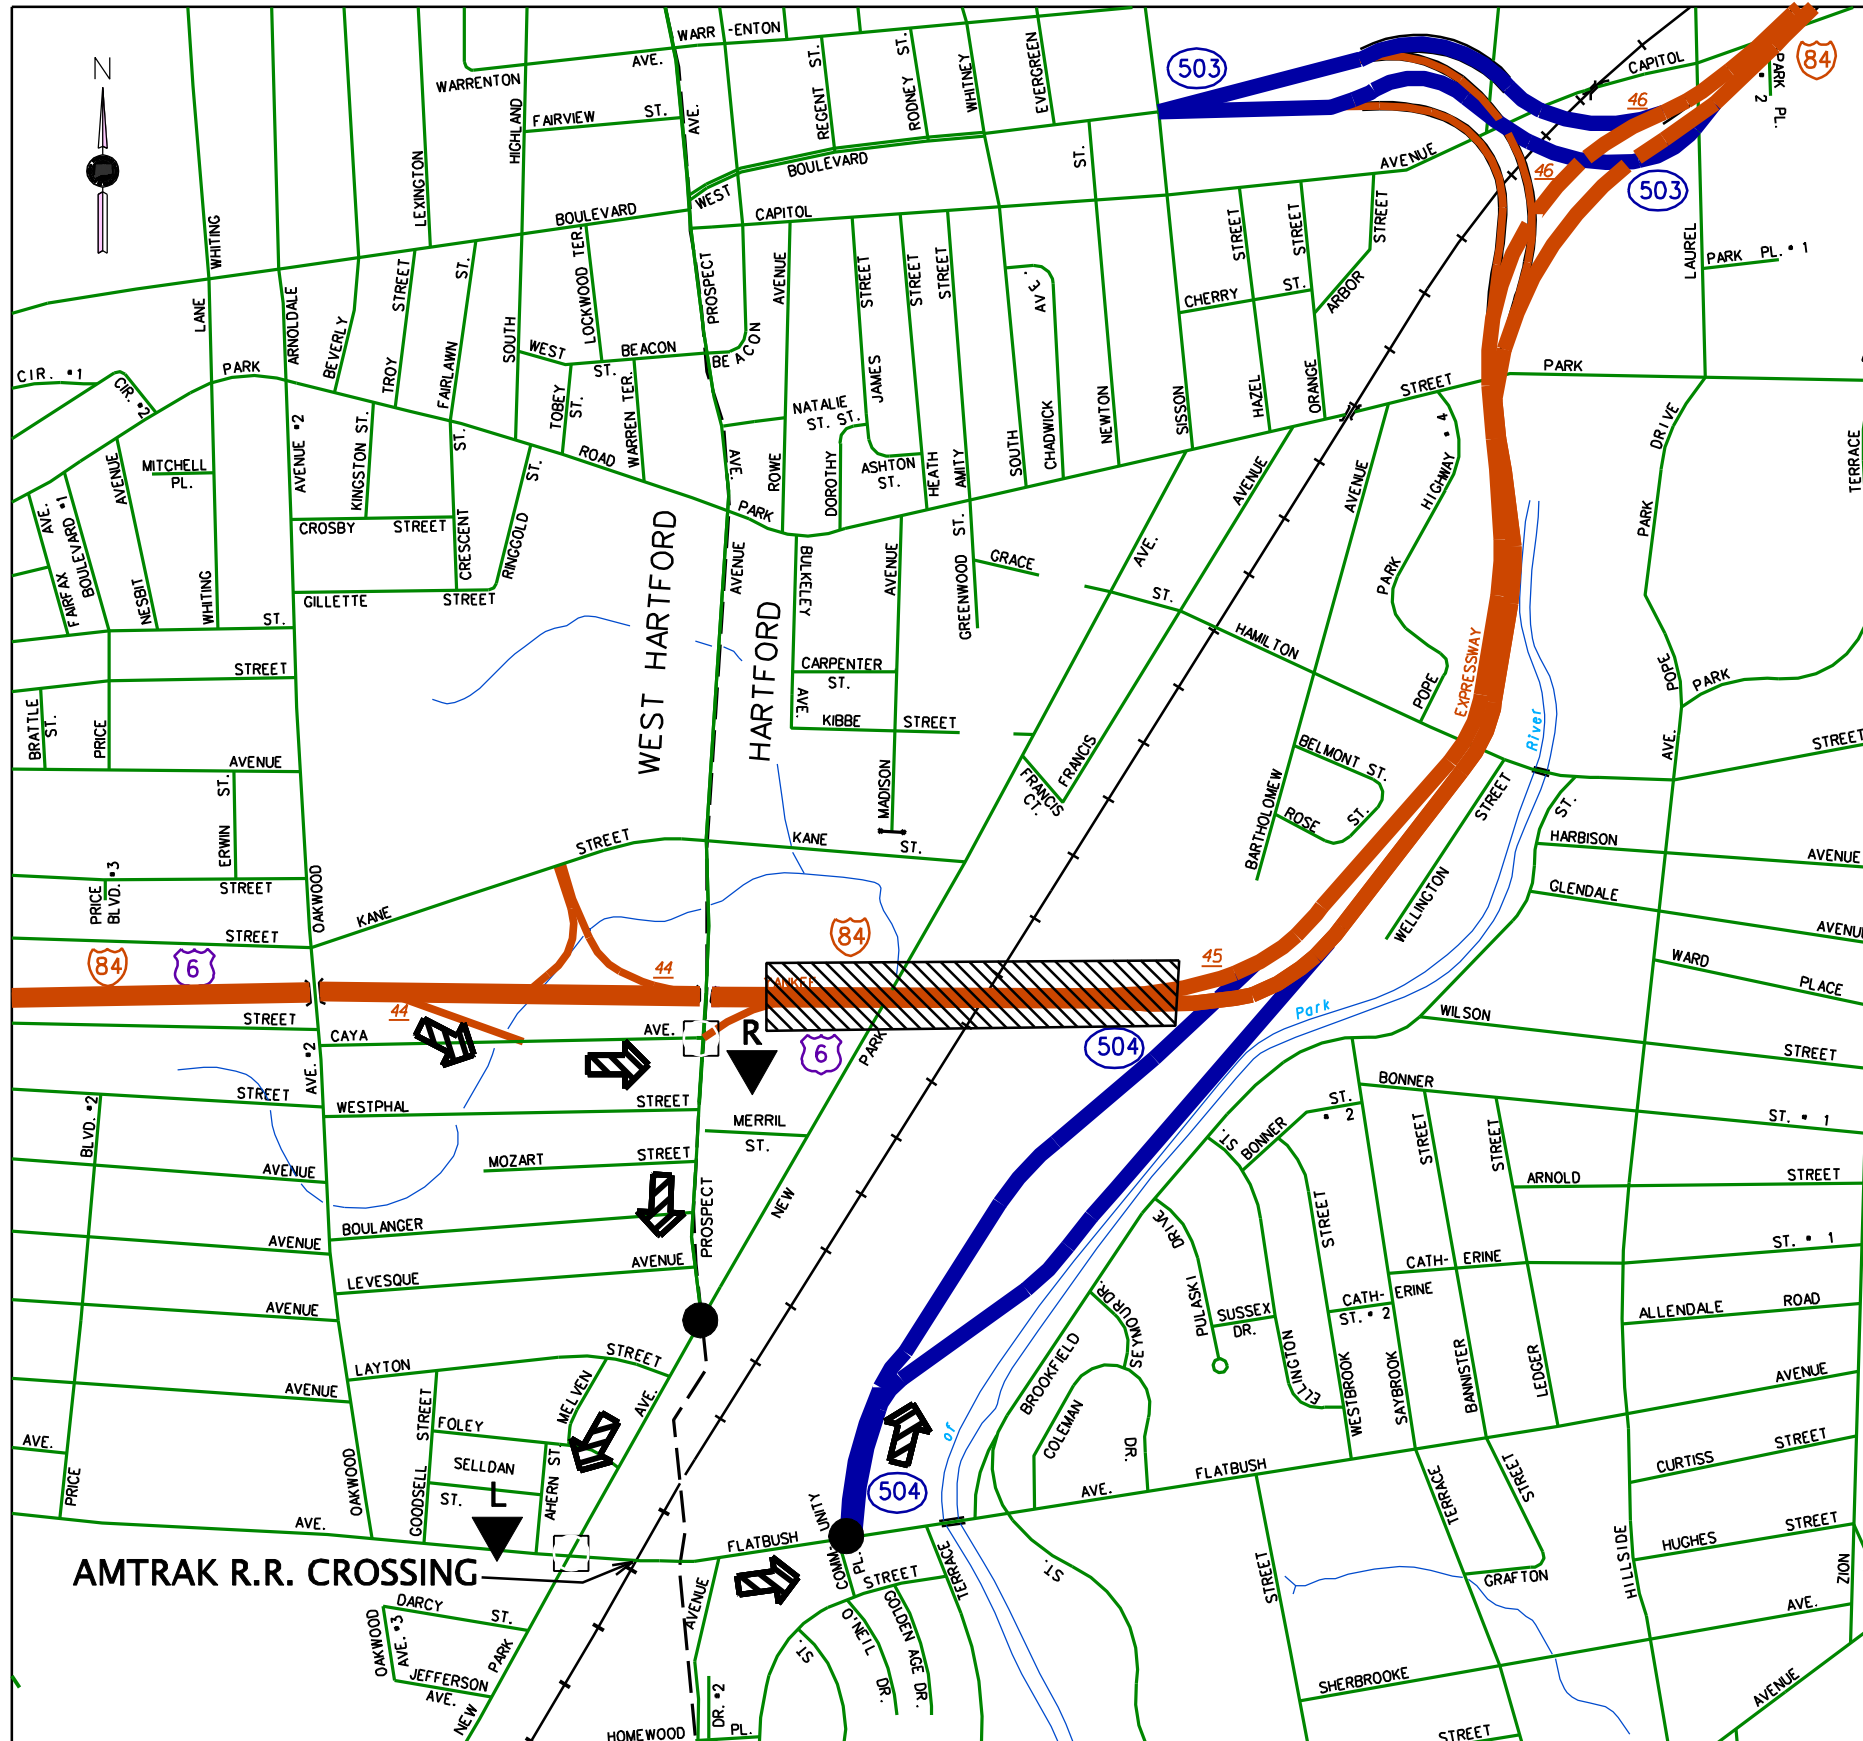 WARR -ENTON
AVE.
WARRENTON
HIGHLAND
FAIRVIEW ST.
AVE.
REGENT ST.
RODNEY ST.
WHITNEY
EVERGREEN
503
CAPITOL
46
PARK PL. #2
84
N
LEXINGTON
WHITING
BOULEVARD
WEST
BOULEVARD
CAPITOL
ST.
AVENUE
46
503
LAUREL
PARK PL. #1
LANE
ARNOLDALE
BEVERLY
TROY STREET
FAIRLAWN ST.
SOUTH
LOCKWOOD TER.
PROSPECT
AVENUE
STREET
STREET
STREET
AV. 3
STREET
STREET
STREET
CHERRY ST.
ARBOR
WEST BEACON
ST.
BEACON
CIR. #1
CIR. #2
PARK
PARK
STREET
JAMES
NATALIE
ST. ST.
TOBEY ST.
WARREN TER.
ROAD
AVENUE #2
KINGSTON ST.
ST.
MITCHELL
PL.
AVENUE
AVE.
FAIRFAX
BOULEVARD #1
NESBIT
WHITING
CROSBY STREET
CRESCENT
RINGGOLD ST.
GILLETTE STREET
AVE.
ROWE
DOROTHY
ASHTON
ST.
HEATH
AMITY
SOUTH
CHADWICK
NEWTON
SISSON
HAZEL
ORANGE
PARK
AVENUE
AVENUE
HIGHWAY #4
PARK
DRIVE
PARK
TERRACE
WEST HARTFORD
HARTFORD
AVENUE
BULKELEY
AVE.
AVENUE
MADISON
GREENWOOD ST.
GRACE
ST.
AVE.
HAMILTON
POPE
EXPRESSWAY
River
POPE
PARK
AVE.
STREET
CARPENTER
ST.
KIBBE STREET
ST.
STREET
BRATTLE
ST.
PRICE
AVENUE
ERWIN ST.
STREET
PRICE
BLVD. #3
STREET
OAKWOOD
KANE
STREET
KANE ST.
FRANCIS
CT.
FRANCIS
BARTHOLOMEW
BELMONT ST.
ROSE ST.
WELLINGTON
STREET
ST.
HARBISON AVENUE
GLENDALE
AVENU
WARD
PLACE
84
6
44
44
84
45
STREET
CAYA AVE.
R
6
504
PARK
Park
WILSON
STREET
AVE. #2
STREET
WESTPHAL STREET
BLVD. #2
MERRIL
ST.
MOZART STREET
AVENUE
BOULANGER
AVENUE
LEVESQUE AVENUE
PROSPECT
NEW
AVENUE
BONNER
ST. #1
ST.
BONNER
ST.
#2
STREET
STREET
ARNOLD STREET
STREET
DRIVE
PULASKI
SUSSEX
DR.
SEYMOUR DR.
ELLINGTON
CATH- ERINE
ST. #1
CATH- ERINE
ST. #2
ALLENDALE ROAD
WESTBROOK
SAYBROOK
BANNISTER
LEDGER
AVENUE
LAYTON STREET
AVENUE
MELVEN
AVE.
FOLEY
STREET
GOODSELL
SELLDAN
ST.
AHERN ST.
L
AVE.
PRICE
OAKWOOD
AVE.
AMTRAK R.R. CROSSING
504
of
BROOKFIELD
COLEMAN
DR.
FLATBUSH
AVE.
CURTISS STREET
TERRACE
STREET
HUGHES STREET
HILLSIDE
ZION
GRAFTON
AVE.
FLATBUSH
COMM- UNITY
PL.
STREET
TERRACE
ST.
STREET
AVENUE
O'NEIL
DR.
GOLDEN AGE DR.
ST.
DARCY
ST.
OAKWOOD
AVE. #3
JEFFERSON
AVE.
PARK
NEW
HOMEWOOD PL.
DR. #2
SHERBROOKE
AVENUE
STREET